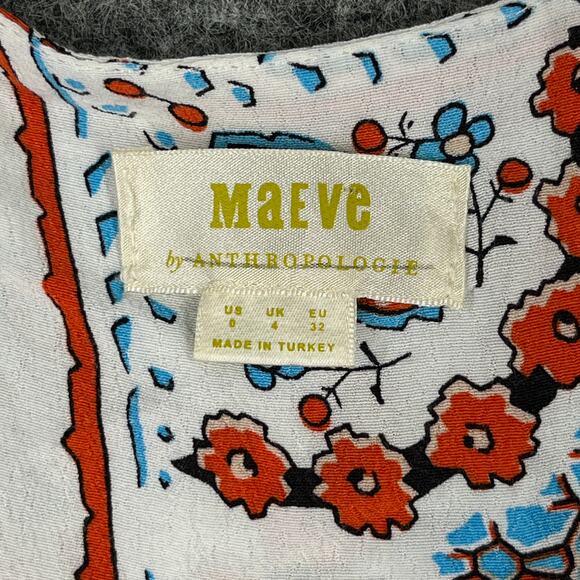 MaEVe
by ANTHROPOLOGIE
US UK EU
0 4 32
MADE IN TURKEY